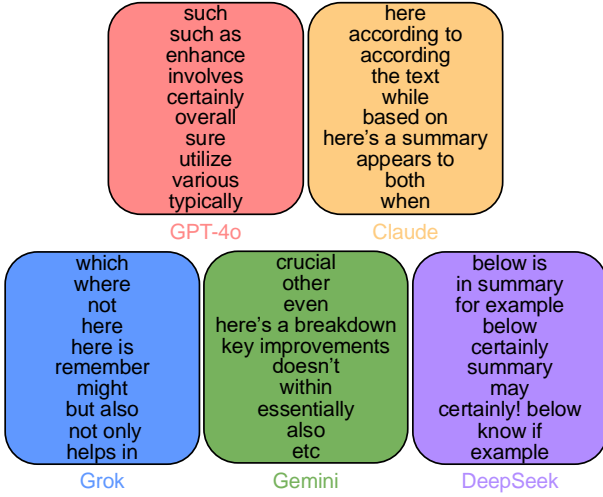 such
such as
enhance
involves
certainly
overall
sure
utilize
various
typically
GPT-4o
here
according to
according
the text
while
based on
here's a summary
appears to
both
when
Claude
which
where
not
here
here is
remember
might
but also
not only
helps in
Grok
crucial
other
even
here's a breakdown
key improvements
doesn't
within
essentially
also
etc
Gemini
below is
in summary
for example
below
certainly
summary
may
certainly! below
know if
example
DeepSeek